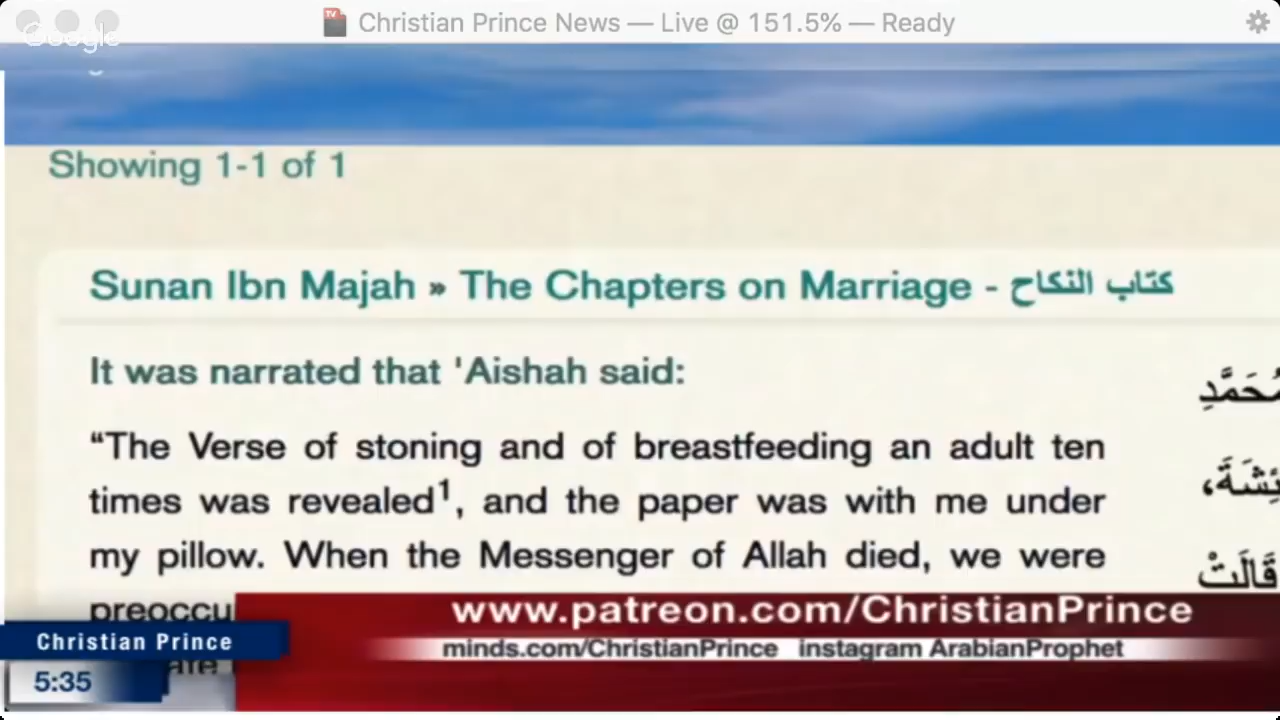 Christian Prince News — Live @ 151.5% — Ready
Google
Showing 1-1 of 1
Sunan Ibn Majah » The Chapters on Marriage - كتاب النكاح
It was narrated that 'Aishah said:
“The Verse of stoning and of breastfeeding an adult ten
times was revealed¹, and the paper was with me under
my pillow. When the Messenger of Allah died, we were
preoccu
مُحَمَّدِ
قَالَتْ
www.patreon.com/ChristianPrince
Christian Prince
minds.com/ChristianPrince instagram ArabianProphet
5:35